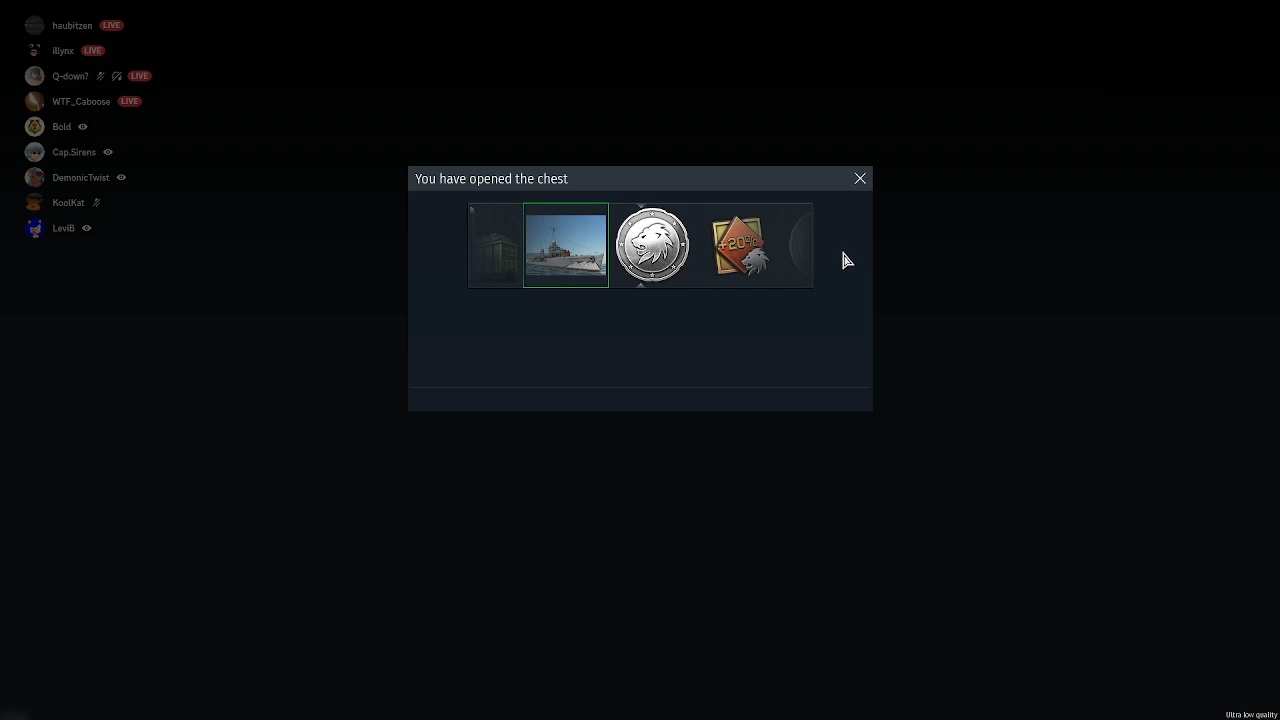 haubitzen LIVE
illynx LIVE
Q-down? LIVE
WTF_Caboose LIVE
Bold
Cap.Sirens
DemonicTwist
KoolKat
LeviB
You have opened the chest
+20%
Ultra low quality